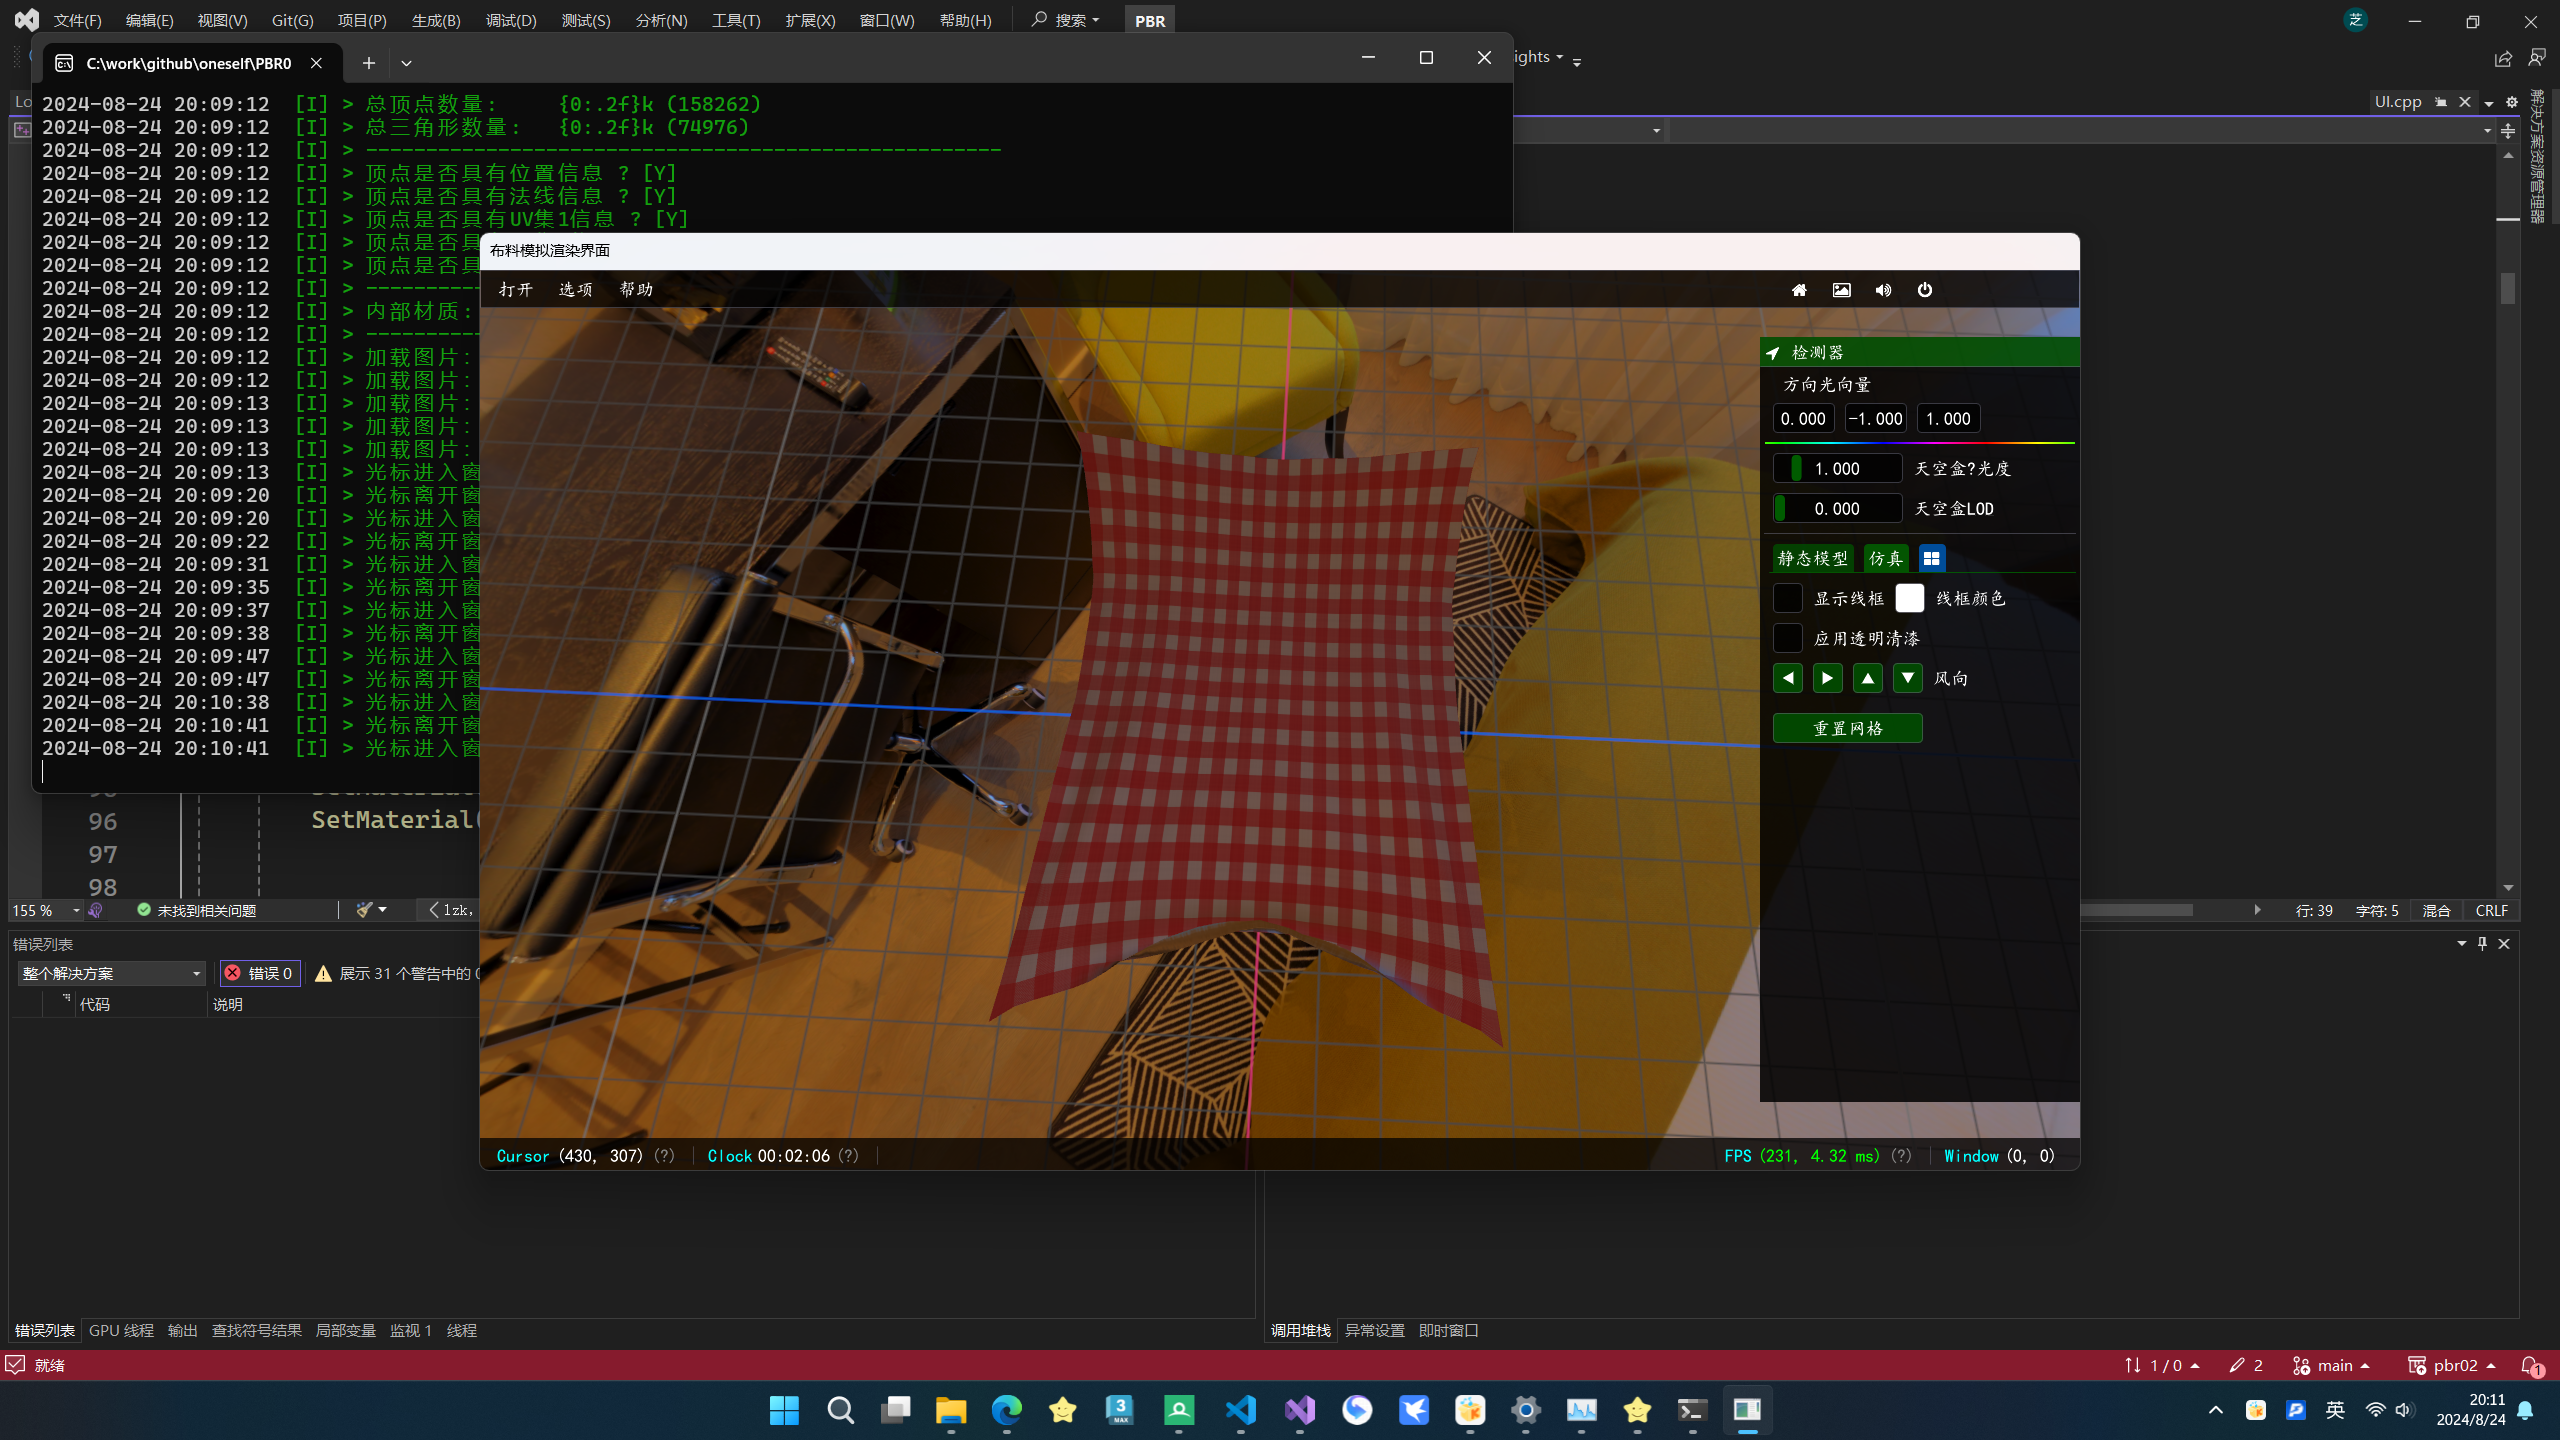 文件(F) 编辑(E) 视图(V) Git(G) 项目(P) 生成(B) 调试(D) 测试(S) 分析(N) 工具(T) 扩展(X) 窗口(W) 帮助(H) 搜索 PBR 芝
C:\work\github\oneself\PBR0
ights
Lo
UI.cpp
解决方案资源管理器
2024-08-24 20:09:12 [I] > 总顶点数量: {0:.2f}k (158262)
2024-08-24 20:09:12 [I] > 总三角形数量: {0:.2f}k (74976)
2024-08-24 20:09:12 [I] > -----------------------------------------------------
2024-08-24 20:09:12 [I] > 顶点是否具有位置信息 ? [Y]
2024-08-24 20:09:12 [I] > 顶点是否具有法线信息 ? [Y]
2024-08-24 20:09:12 [I] > 顶点是否具有UV集1信息 ? [Y]
2024-08-24 20:09:12 [I] > 顶点是否具
2024-08-24 20:09:12 [I] > 顶点是否具
2024-08-24 20:09:12 [I] > ----------
2024-08-24 20:09:12 [I] > 内部材质:
2024-08-24 20:09:12 [I] > ----------
2024-08-24 20:09:12 [I] > 加载图片:
2024-08-24 20:09:12 [I] > 加载图片:
2024-08-24 20:09:13 [I] > 加载图片:
2024-08-24 20:09:13 [I] > 加载图片:
2024-08-24 20:09:13 [I] > 加载图片:
2024-08-24 20:09:13 [I] > 光标进入窗
2024-08-24 20:09:20 [I] > 光标离开窗
2024-08-24 20:09:20 [I] > 光标进入窗
2024-08-24 20:09:22 [I] > 光标离开窗
2024-08-24 20:09:31 [I] > 光标进入窗
2024-08-24 20:09:35 [I] > 光标离开窗
2024-08-24 20:09:37 [I] > 光标进入窗
2024-08-24 20:09:38 [I] > 光标离开窗
2024-08-24 20:09:47 [I] > 光标进入窗
2024-08-24 20:09:47 [I] > 光标离开窗
2024-08-24 20:10:38 [I] > 光标进入窗
2024-08-24 20:10:41 [I] > 光标离开窗
2024-08-24 20:10:41 [I] > 光标进入窗
布料模拟渲染界面
打开 选项 帮助
检测器
方向光向量
0.000 -1.000 1.000
1.000 天空盒?光度
0.000 天空盒LOD
静态模型 仿真
显示线框 线框颜色
应用透明清漆
风向
重置网格
Cursor (430, 307) (?) Clock 00:02:06 (?) FPS (231, 4.32 ms) (?) Window (0, 0)
96 SetMaterial(
97
98
155 % 未找到相关问题 lzk, 行: 39 字符: 5 混合 CRLF
错误列表
整个解决方案 错误 0 展示 31 个警告中的 0
代码 说明
错误列表 GPU 线程 输出 查找符号结果 局部变量 监视 1 线程 调用堆栈 异常设置 即时窗口
就绪 1 / 0 2 main pbr02 1
3 MAX 英 20:11
2024/8/24